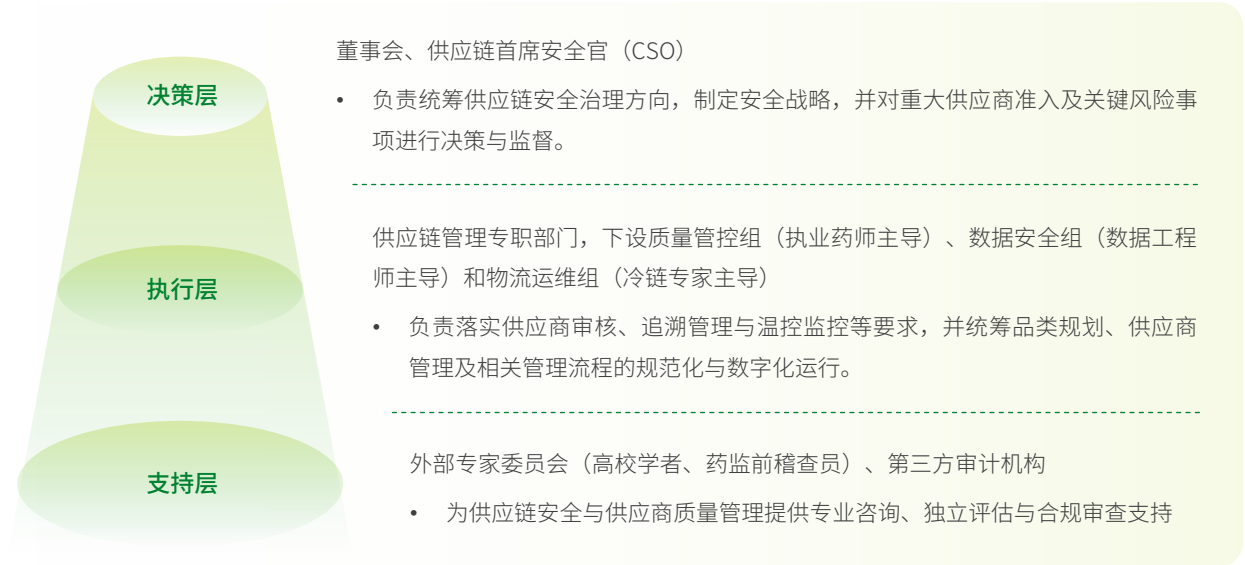 决策层
董事会、供应链首席安全官（CSO）
• 负责统筹供应链安全治理方向，制定安全战略，并对重大供应商准入及关键风险事
项进行决策与监督。
执行层
供应链管理专职部门，下设质量管控组（执业药师主导）、数据安全组（数据工程
师主导）和物流运维组（冷链专家主导）
• 负责落实供应商审核、追溯管理与温控监控等要求，并统筹品类规划、供应商
管理及相关管理流程的规范化与数字化运行。
支持层
外部专家委员会（高校学者、药监前稽查员）、第三方审计机构
• 为供应链安全与供应商质量管理提供专业咨询、独立评估与合规审查支持